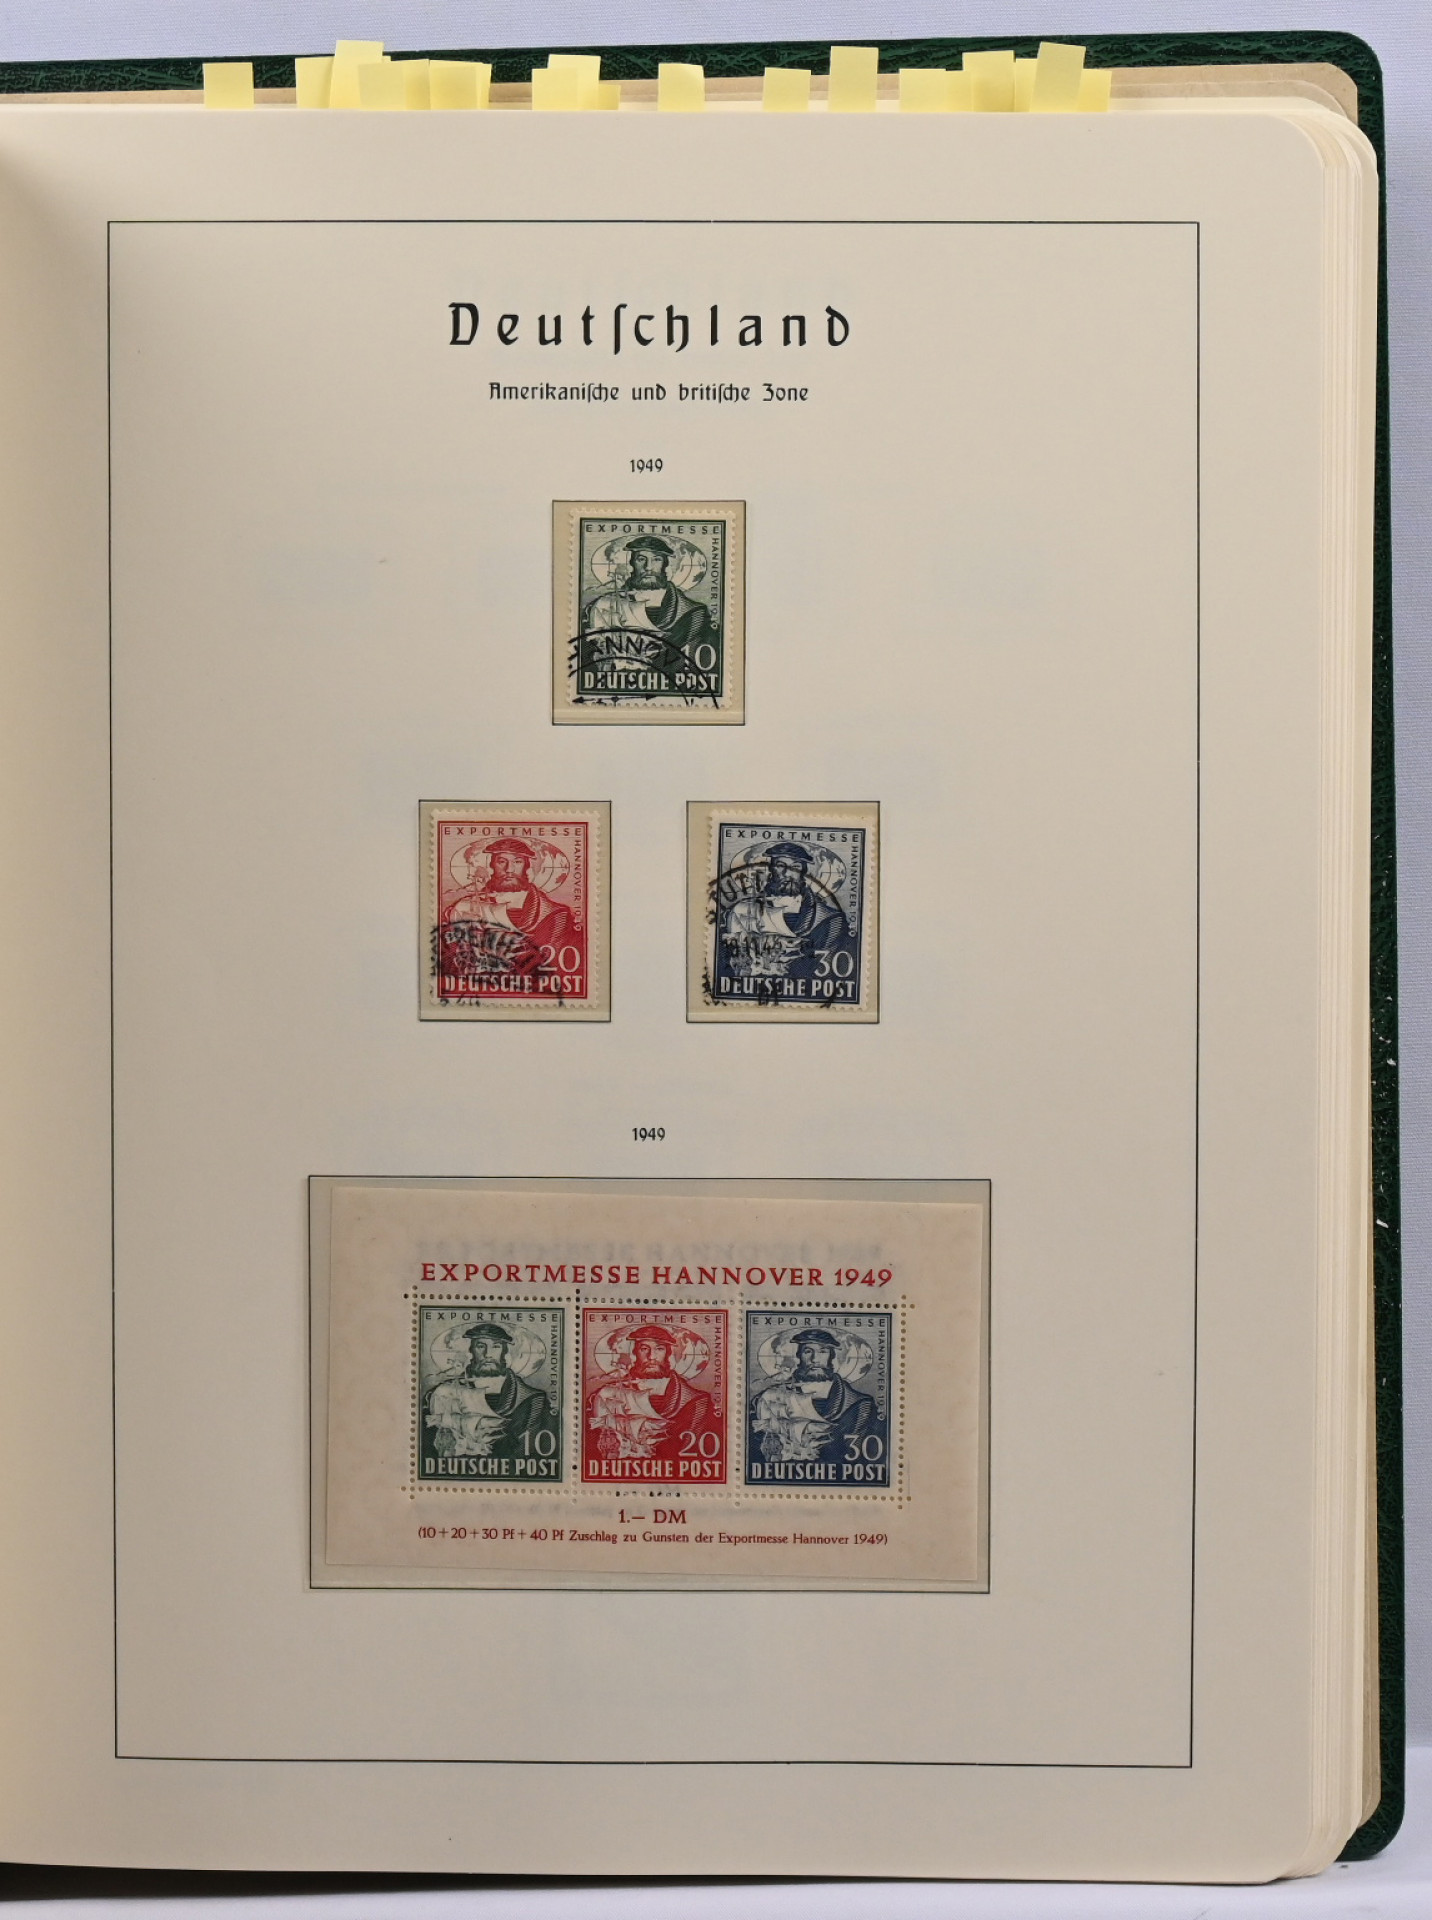 Deutſchland
Amerikaniſche und britiſche Zone
1949
EXPORTMESSE
HANNOVER 1949
HANNOV
10
DEUTSCHE POST
EXPORTMESSE
HANNOVER 1949
20
DEUTSCHE POST
EXPORTMESSE
HANNOVER 1949
30
DEUTSCHE POST
1949
EXPORTMESSE HANNOVER 1949
EXPORTMESSE
HANNOVER 1949
10
DEUTSCHE POST
EXPORTMESSE
HANNOVER 1949
20
DEUTSCHE POST
EXPORTMESSE
HANNOVER 1949
30
DEUTSCHE POST
1.— DM
(10 + 20 + 30 Pf + 40 Pf Zuschlag zu Gunsten der Exportmesse Hannover 1949)